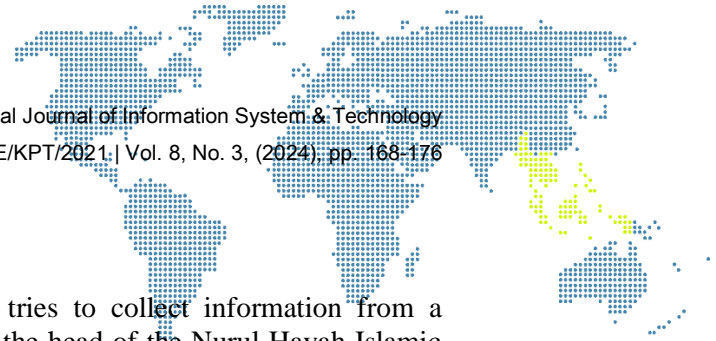 al Journal of Information System & Technology
E/KPT/2021 | Vol. 8, No. 3, (2024), pp. 168-176
tries to collect information from a
the head of the Nurul Hayah Islamic